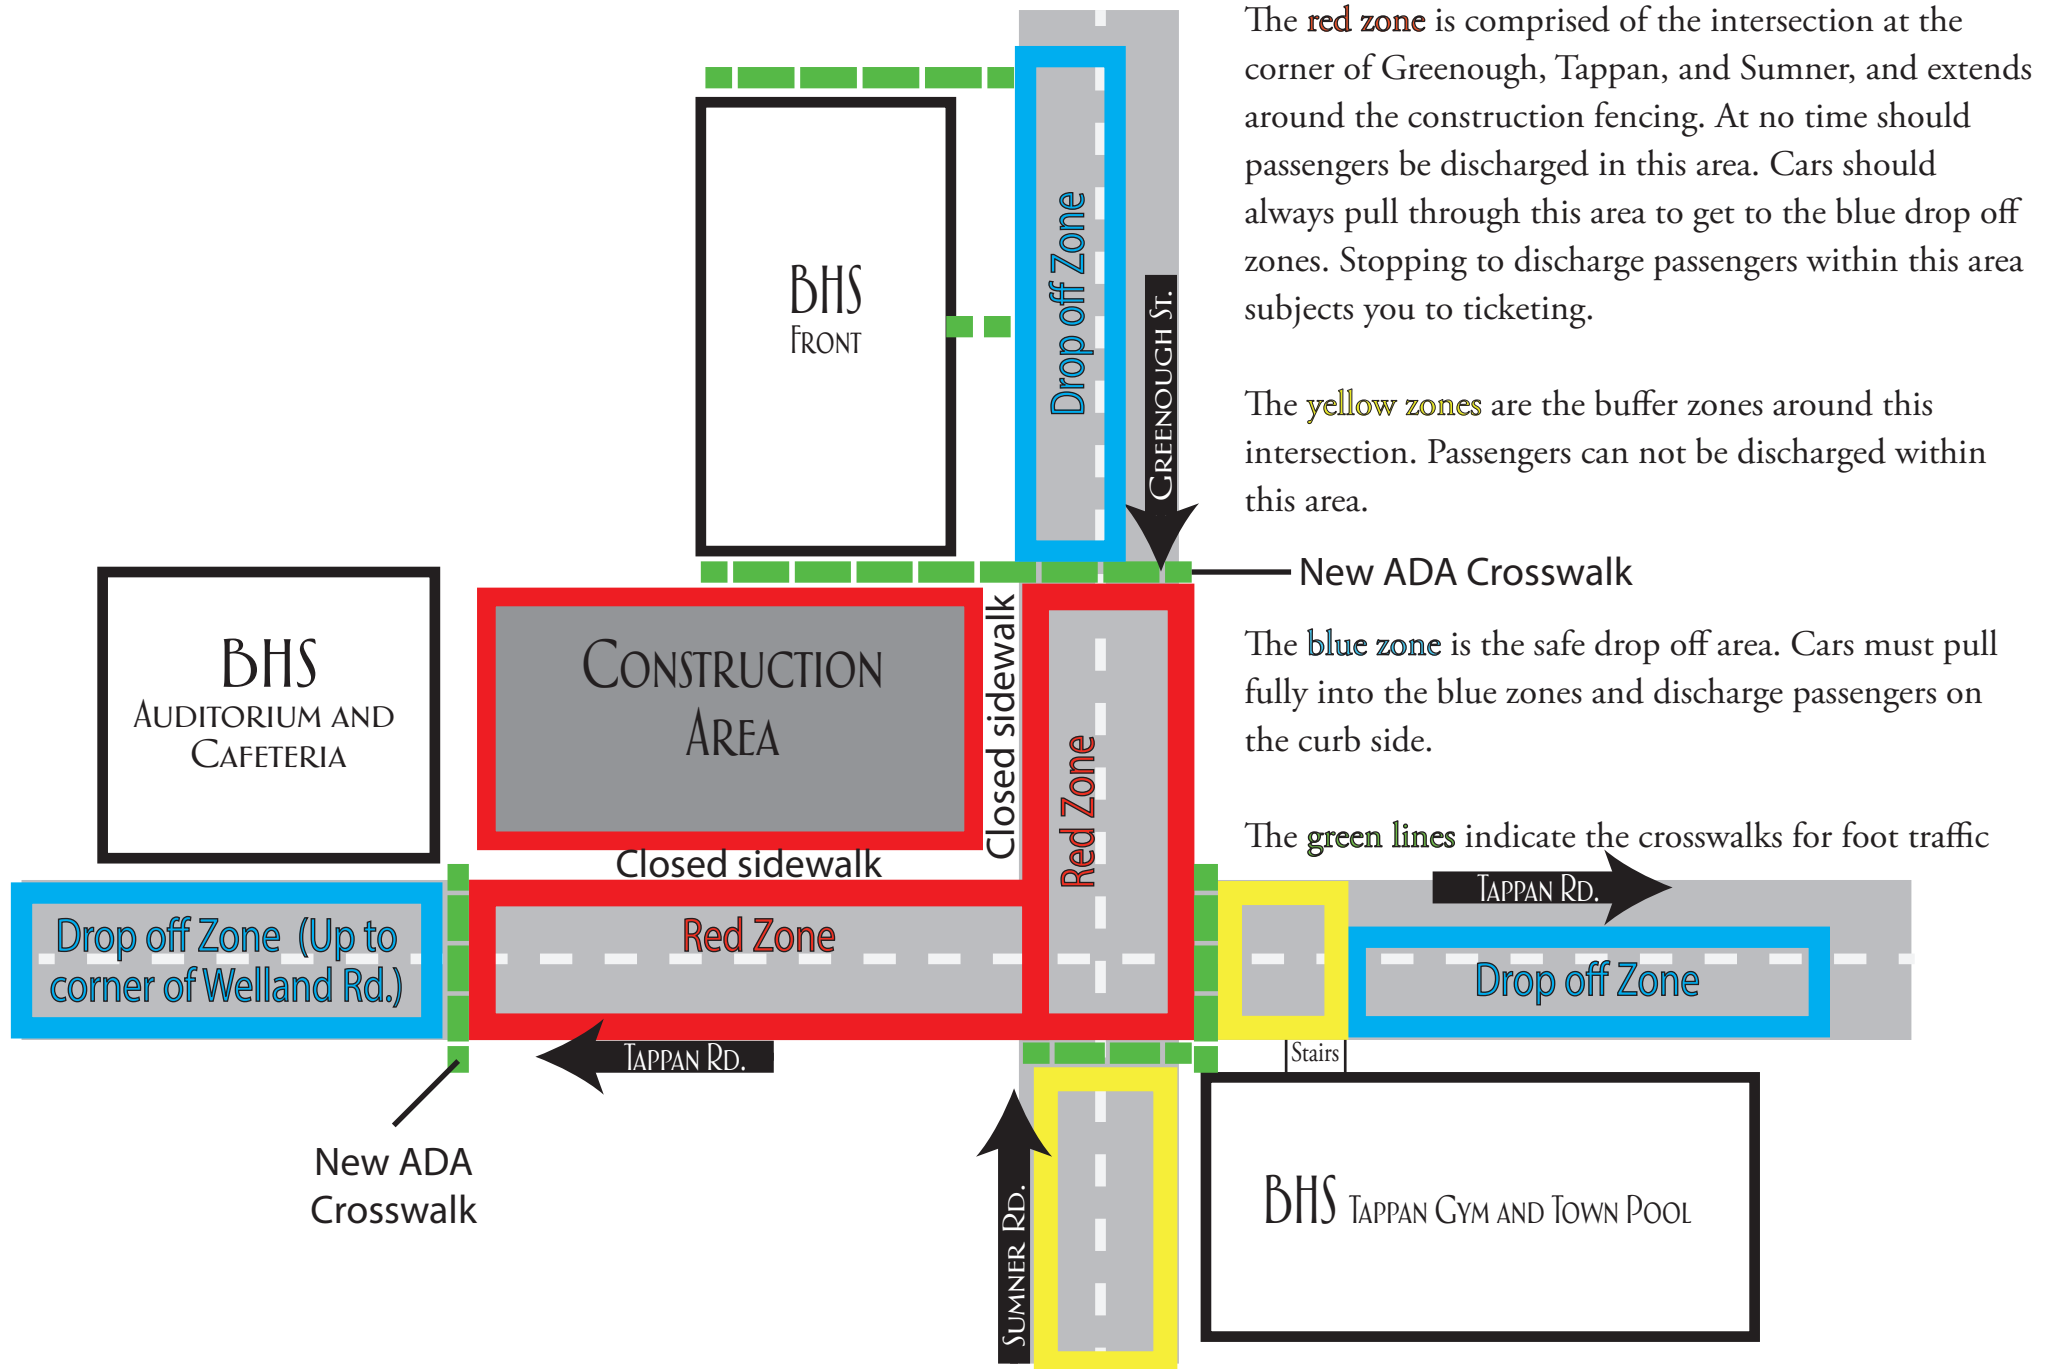 The red zone is comprised of the intersection at the
corner of Greenough, Tappan, and Sumner, and extends
around the construction fencing. At no time should
passengers be discharged in this area. Cars should
always pull through this area to get to the blue drop off
zones. Stopping to discharge passengers within this area
subjects you to ticketing.
The yellow zones are the buffer zones around this
intersection. Passengers can not be discharged within
this area.
New ADA Crosswalk
The blue zone is the safe drop off area. Cars must pull
fully into the blue zones and discharge passengers on
the curb side.
The green lines indicate the crosswalks for foot traffic
BHS
Front
Drop off Zone
Greenough St.
BHS
Auditorium and
Cafeteria
Construction
Area
Closed sidewalk
Closed sidewalk
Red Zone
Tappan Rd.
Drop off Zone (Up to
corner of Welland Rd.)
Red Zone
Drop off Zone
Tappan Rd.
Stairs
New ADA
Crosswalk
Sumner Rd.
BHS Tappan Gym and Town Pool